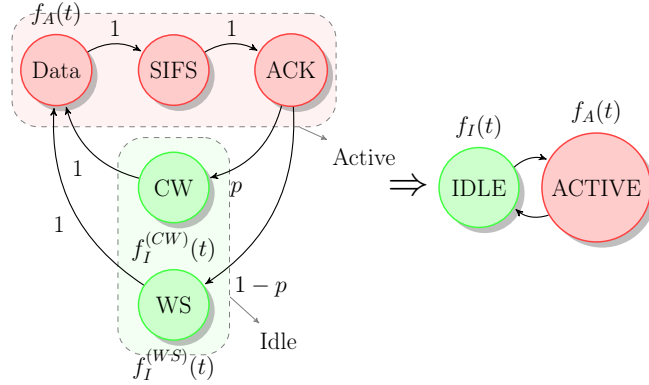 f_A(t)
1 1
Data SIFS ACK
Active
1 CW p
f_I^{(CW)}(t)
1
WS 1 − p
Idle
f_I^{(WS)}(t)
⇒
f_I(t) f_A(t)
IDLE ACTIVE